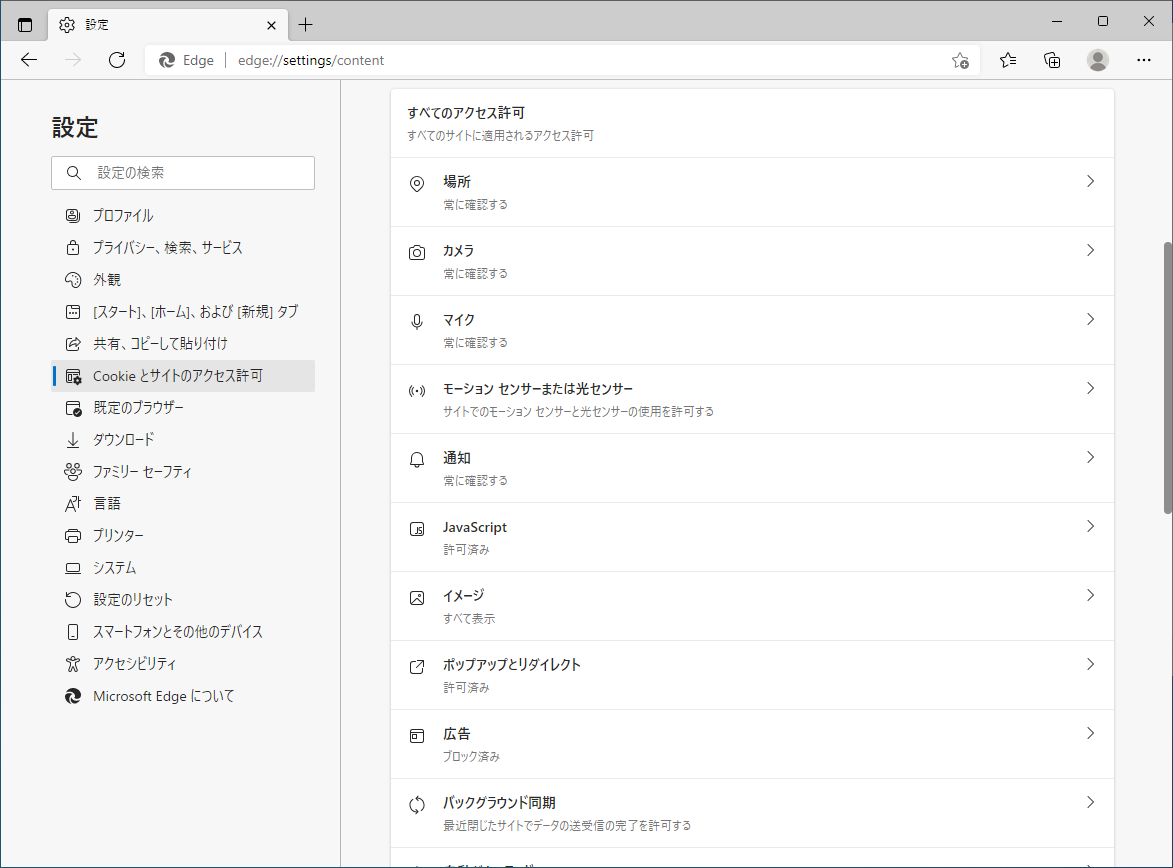 設定
Edge
edge://settings/content
設定
設定の検索
プロファイル
プライバシー、検索、サービス
外観
[スタート]、[ホーム]、および [新規] タブ
共有、コピーして貼り付け
Cookie とサイトのアクセス許可
既定のブラウザー
ダウンロード
ファミリー セーフティ
言語
プリンター
システム
設定のリセット
スマートフォンとその他のデバイス
アクセシビリティ
Microsoft Edge について
すべてのアクセス許可
すべてのサイトに適用されるアクセス許可
場所
常に確認する
カメラ
常に確認する
マイク
常に確認する
モーション センサーまたは光センサー
サイトでのモーション センサーと光センサーの使用を許可する
通知
常に確認する
JavaScript
許可済み
イメージ
すべて表示
ポップアップとリダイレクト
許可済み
広告
ブロック済み
バックグラウンド同期
最近閉じたサイトでデータの送受信の完了を許可する